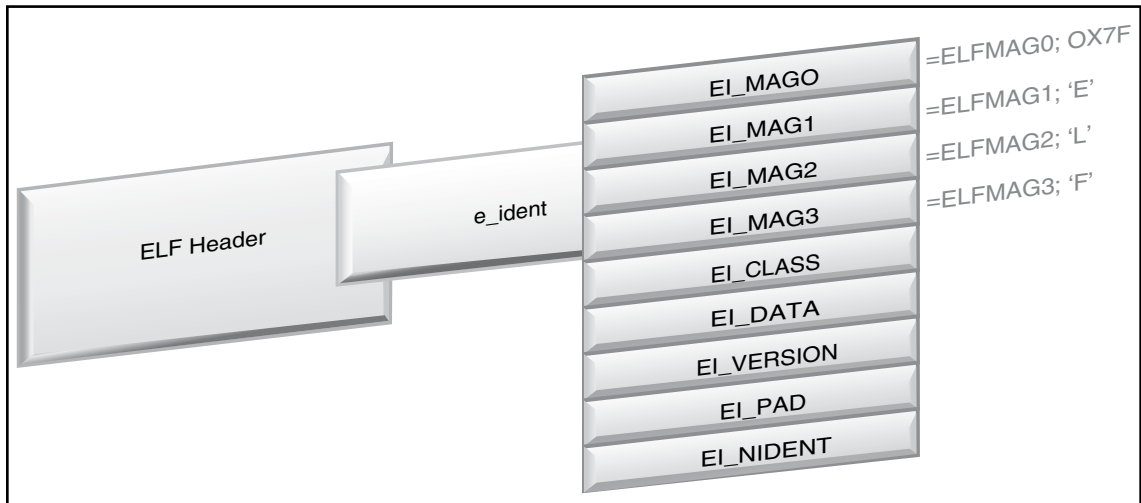 ELF Header
e_ident
EI_MAGO
=ELFMAG0; OX7F
EI_MAG1
=ELFMAG1; ‘E’
EI_MAG2
=ELFMAG2; ‘L’
EI_MAG3
=ELFMAG3; ‘F’
EI_CLASS
EI_DATA
EI_VERSION
EI_PAD
EI_NIDENT